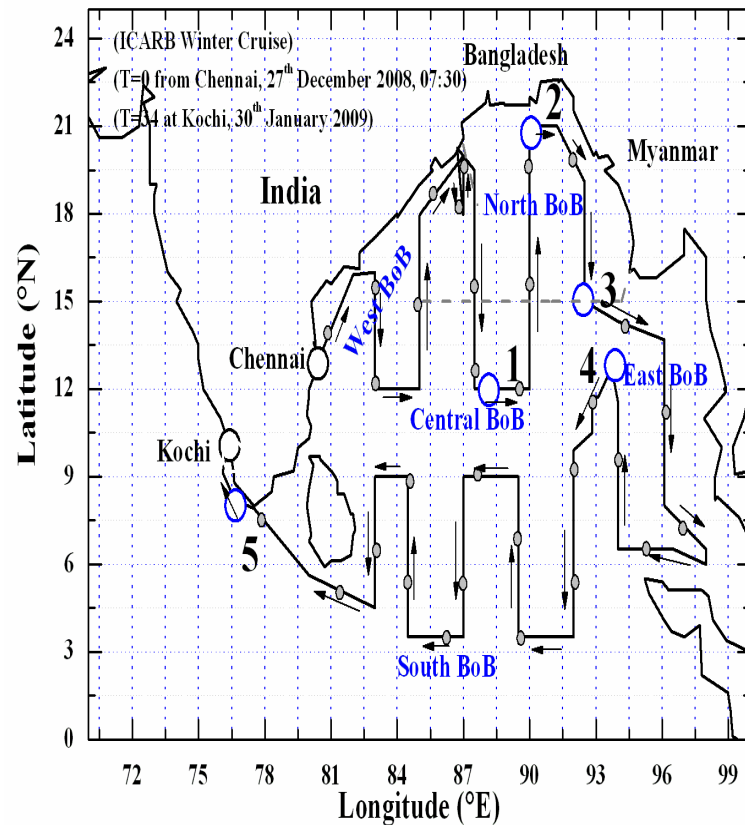 (ICARB Winter Cruise)
(T=0 from Chennai, 27th December 2008, 07:30)
(T=34 at Kochi, 30th January 2009)
Bangladesh
Myanmar
India
North BoB
West BoB
Central BoB
East BoB
South BoB
Chennai
Kochi
1
2
3
4
5
Latitude (°N)
24
21
18
15
12
9
6
3
0
72 75 78 81 84 87 90 93 96 99
Longitude (°E)